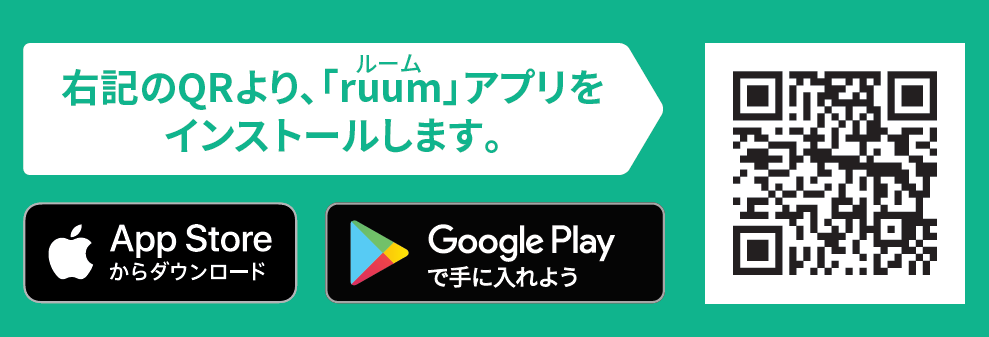 右記のQRより、「ruum」アプリを
ルーム
インストールします。
App Store
からダウンロード
Google Play
で手に入れよう